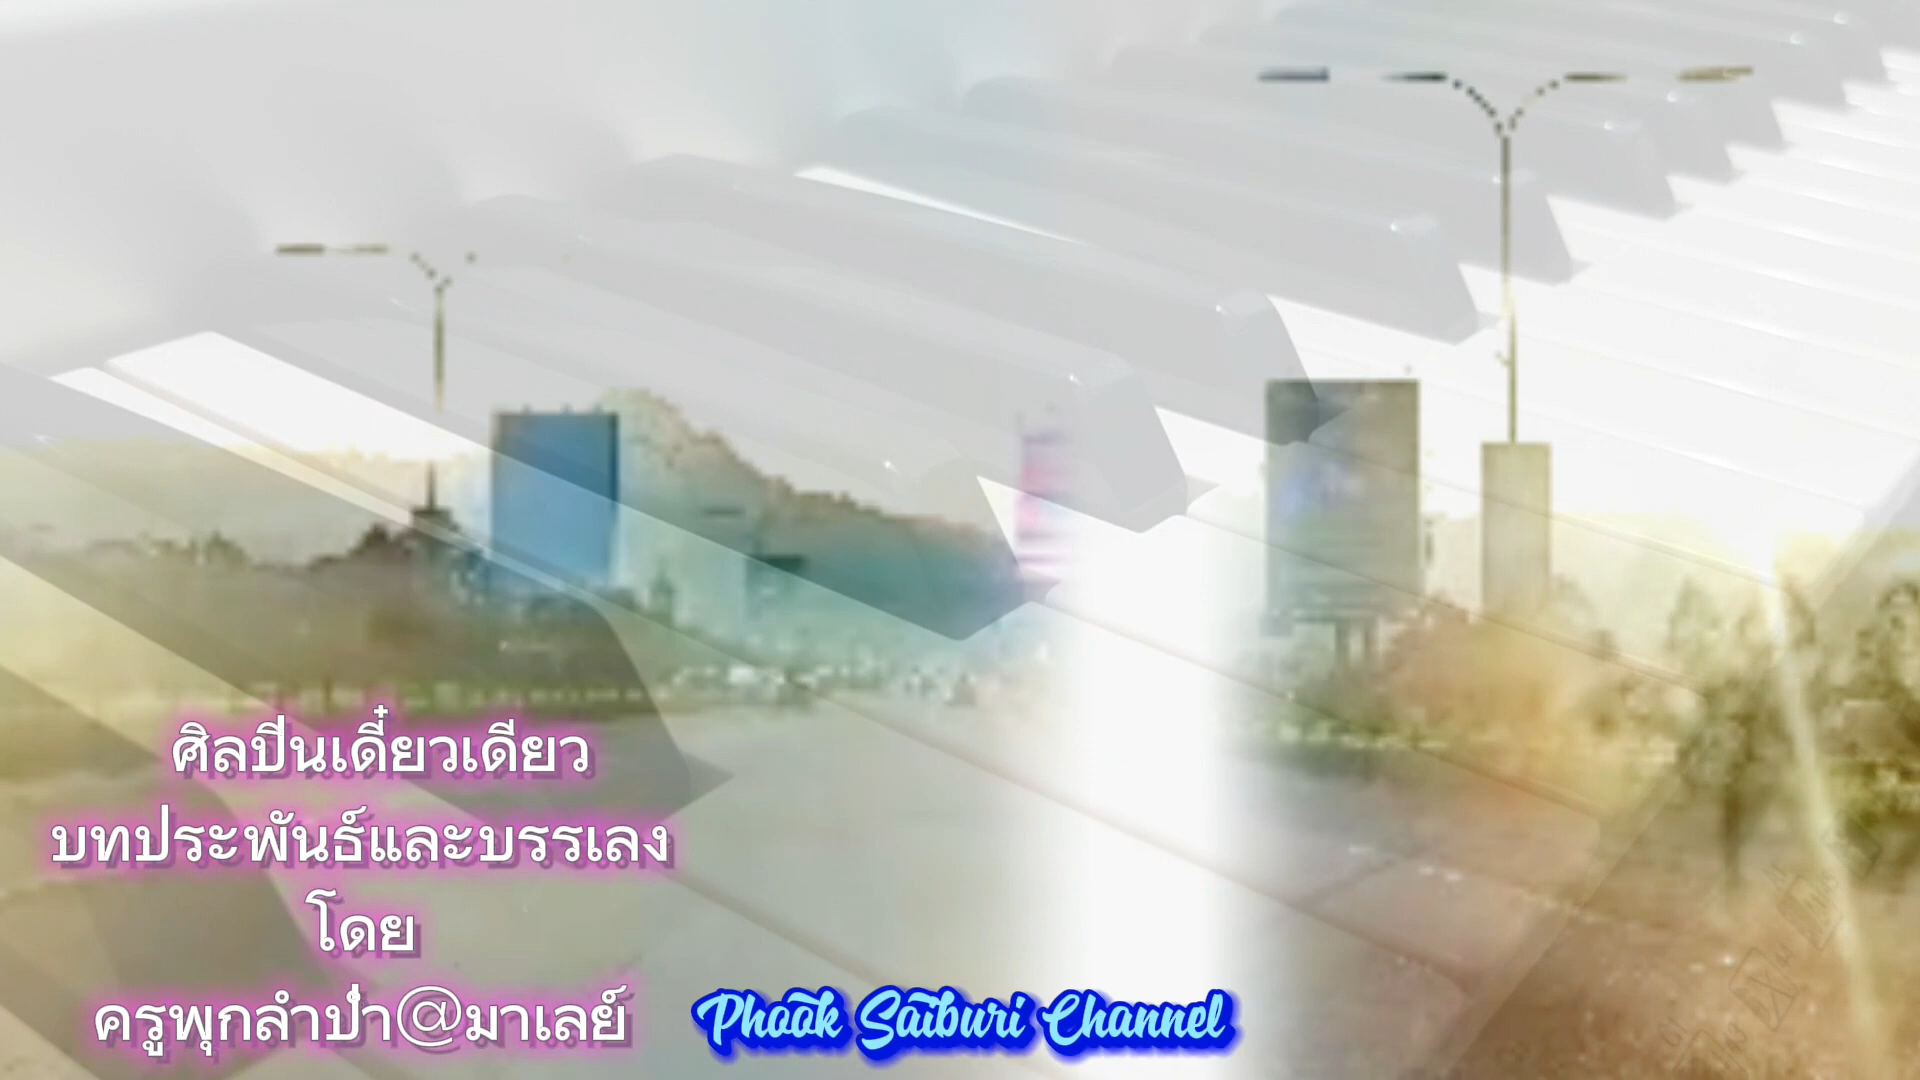 ศิลปินเดี๋ยวเดียว
บทประพันธ์และบรรเลง
โดย
ครูพุกลำป๋ำ@มาเลย์
Phook Saiburi Channel